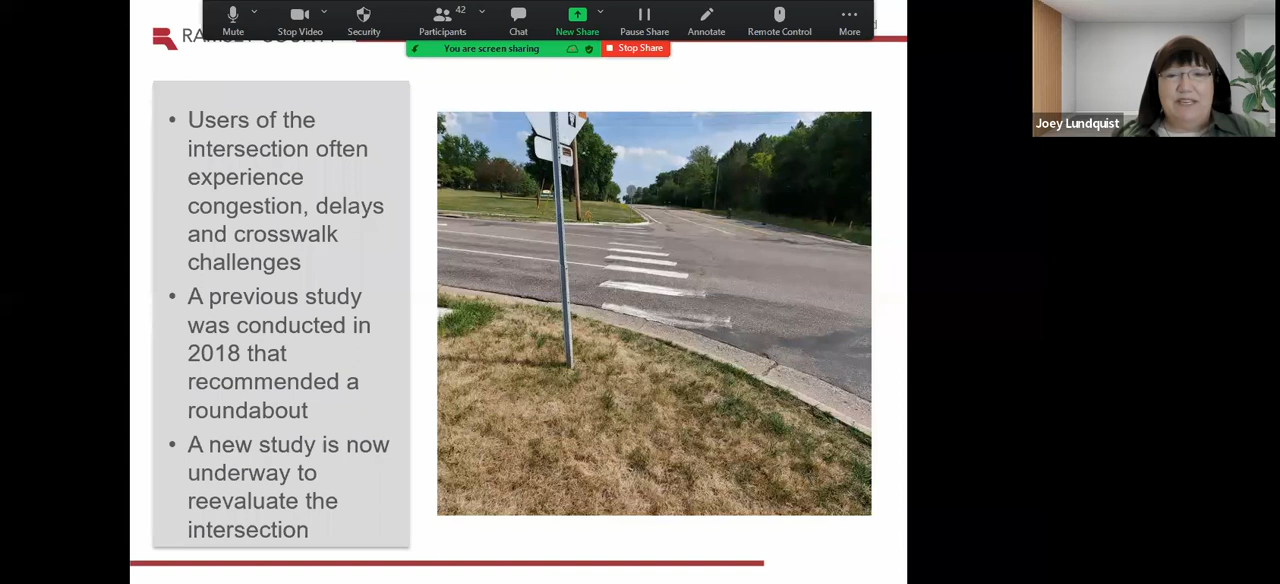 42
Mute
Stop Video
Security
Participants
Chat
New Share
Pause Share
Annotate
Remote Control
More
You are screen sharing
Stop Share
Joey Lundquist
• Users of the
intersection often
experience
congestion, delays
and crosswalk
challenges
• A previous study
was conducted in
2018 that
recommended a
roundabout
• A new study is now
underway to
reevaluate the
intersection